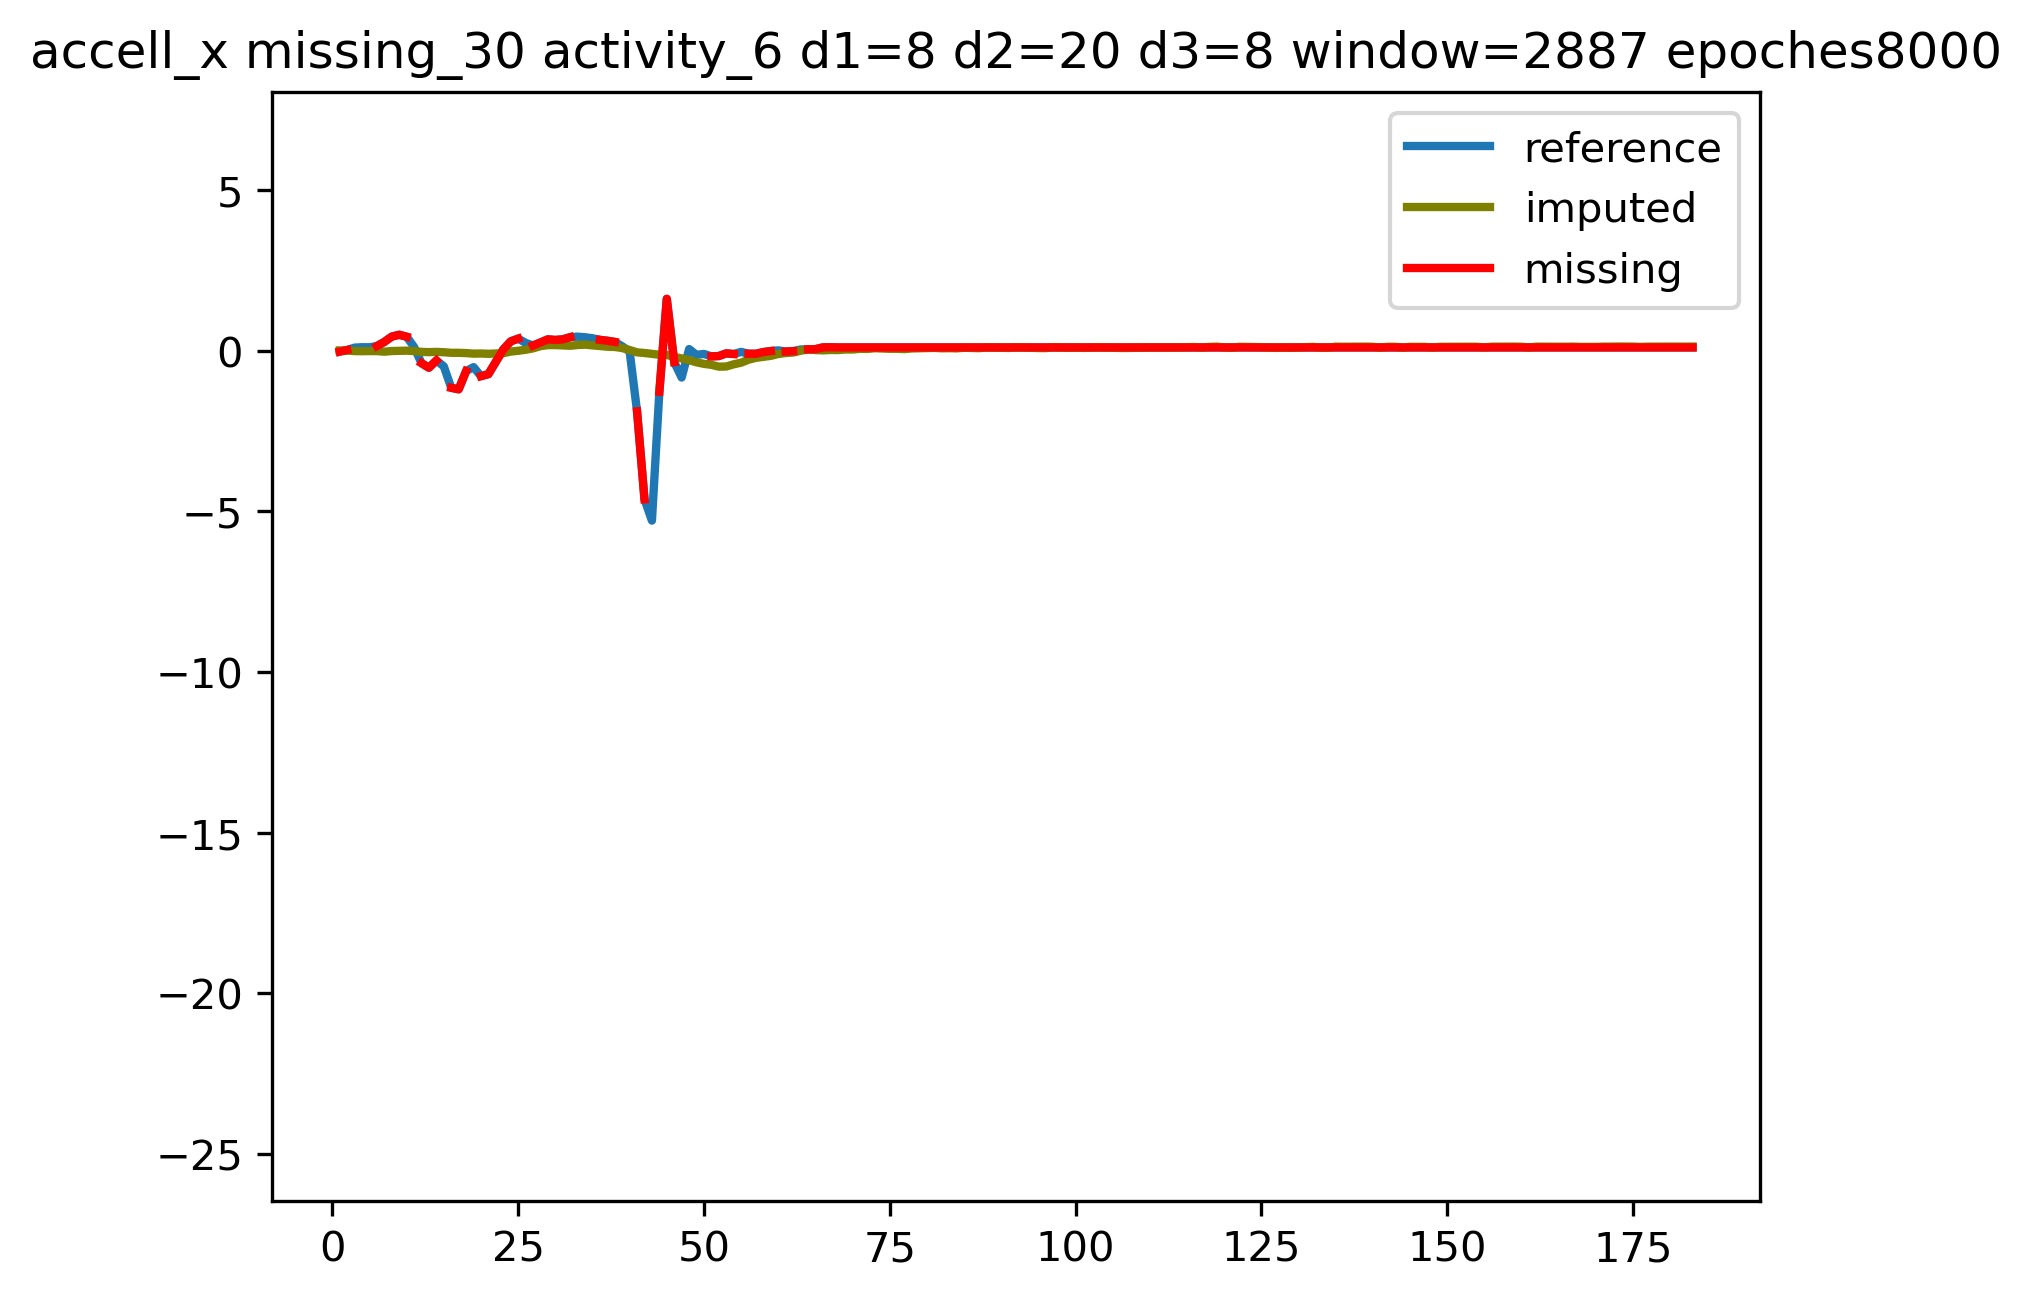 accell_x missing_30 activity_6 d1=8 d2=20 d3=8 window=2887 epoches8000
reference
imputed
missing
5
0
−5
−10
−15
−20
−25
0 25 50 75 100 125 150 175